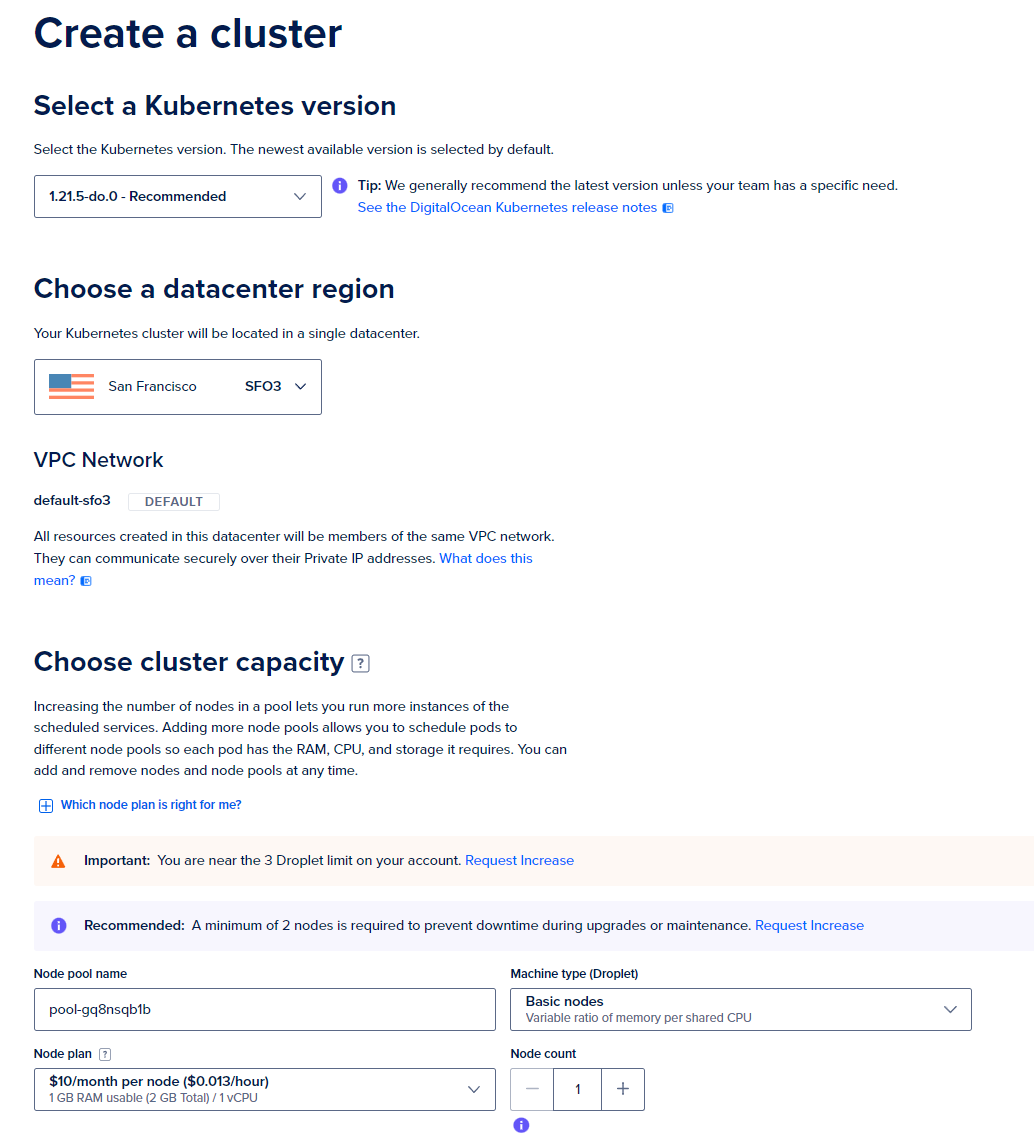 Create a cluster
Select a Kubernetes version
Select the Kubernetes version. The newest available version is selected by default.
1.21.5-do.0 - Recommended
Tip: We generally recommend the latest version unless your team has a specific need.
See the DigitalOcean Kubernetes release notes
Choose a datacenter region
Your Kubernetes cluster will be located in a single datacenter.
San Francisco SFO3
VPC Network
default-sfo3 DEFAULT
All resources created in this datacenter will be members of the same VPC network.
They can communicate securely over their Private IP addresses. What does this
mean?
Choose cluster capacity ?
Increasing the number of nodes in a pool lets you run more instances of the
scheduled services. Adding more node pools allows you to schedule pods to
different node pools so each pod has the RAM, CPU, and storage it requires. You can
add and remove nodes and node pools at any time.
Which node plan is right for me?
Important: You are near the 3 Droplet limit on your account. Request Increase
Recommended: A minimum of 2 nodes is required to prevent downtime during upgrades or maintenance. Request Increase
Node pool name
pool-gq8nsqb1b
Machine type (Droplet)
Basic nodes
Variable ratio of memory per shared CPU
Node plan ?
$10/month per node ($0.013/hour)
1 GB RAM usable (2 GB Total) / 1 vCPU
Node count
− 1 +